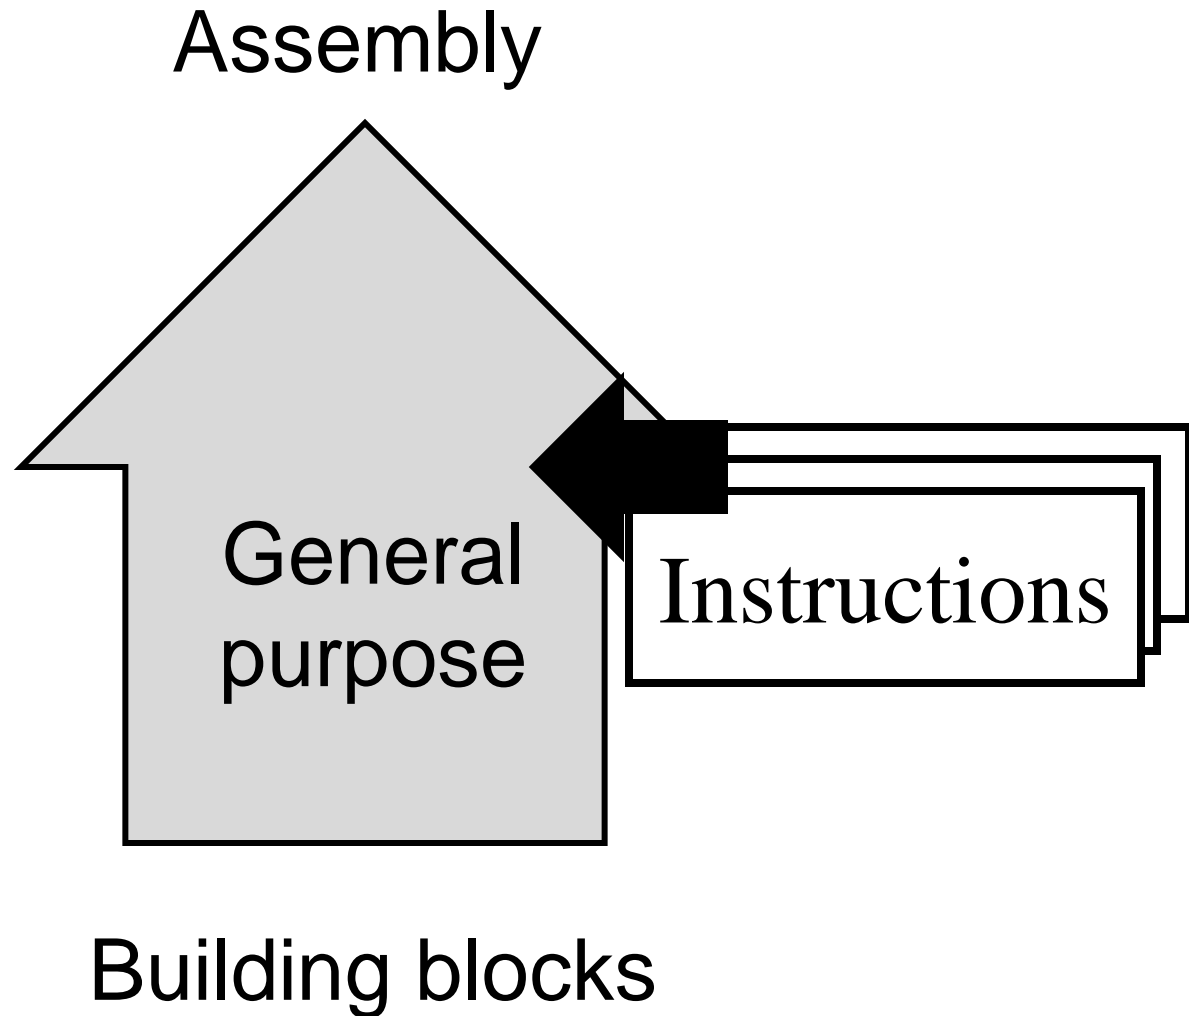 Assembly
General
purpose
Instructions
Building blocks